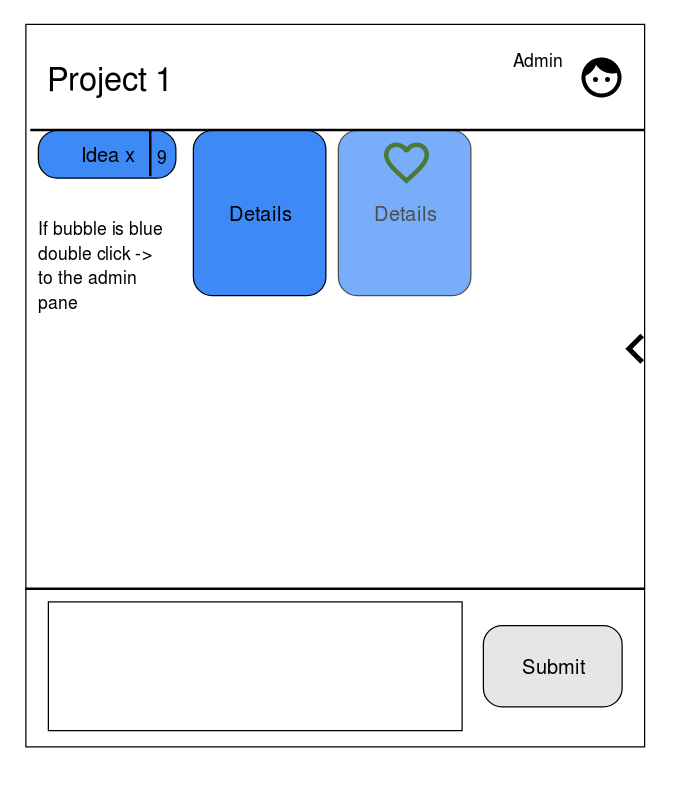 Project 1
Admin
Idea x
9
Details
Details
If bubble is blue
double click ->
to the admin
pane
Submit